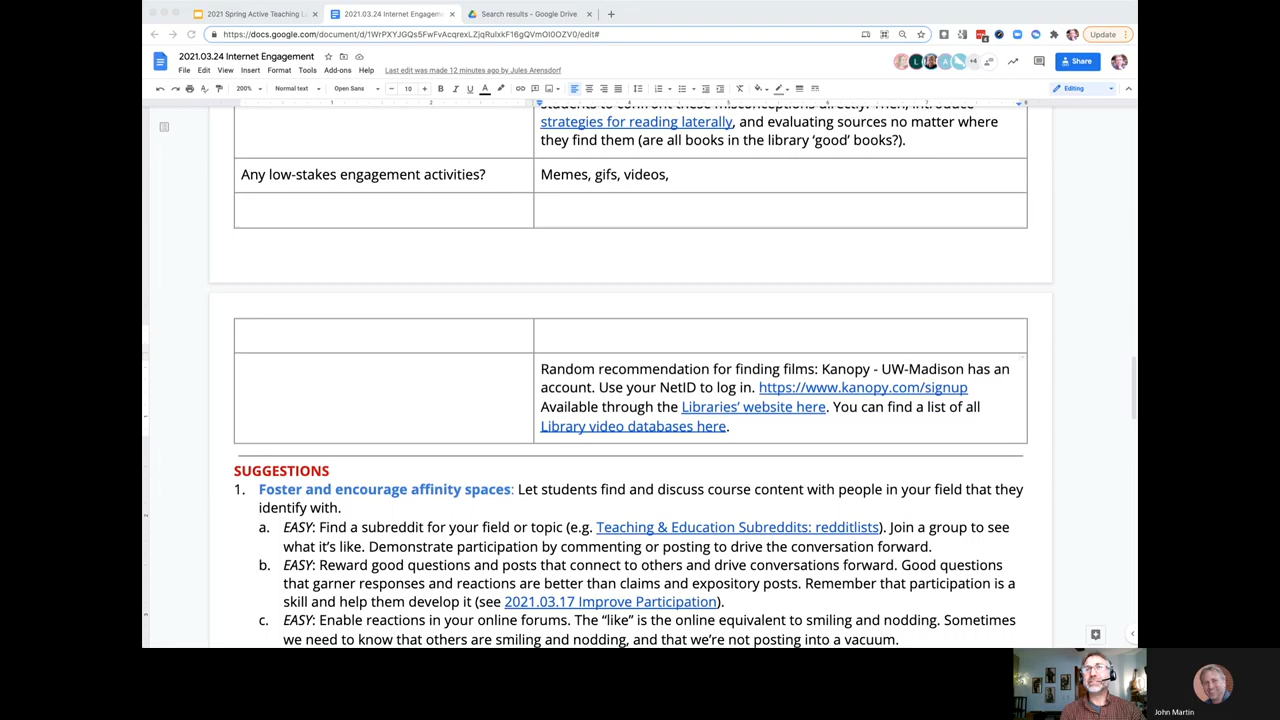 2021 Spring Active Teaching L
2021.03.24 Internet Engagemen
Search results - Google Drive
https://docs.google.com/document/d/1WrPXYJGQs5FwFvAcqrexLZjqRulxkF16gQVmOI0OZV0/edit#
Update
2021.03.24 Internet Engagement
File Edit View Insert Format Tools Add-ons Help Last edit was made 12 minutes ago by Jules Arensdorf
+4
Share
200% Normal text Open Sans 10 Editing
students to confront these misconceptions directly. Then, introduce
strategies for reading laterally, and evaluating sources no matter where
they find them (are all books in the library ‘good’ books?).
Any low-stakes engagement activities?
Memes, gifs, videos,
Random recommendation for finding films: Kanopy - UW-Madison has an
account. Use your NetID to log in. https://www.kanopy.com/signup
Available through the Libraries’ website here. You can find a list of all
Library video databases here.
SUGGESTIONS
1. Foster and encourage affinity spaces: Let students find and discuss course content with people in your field that they
identify with.
a. EASY: Find a subreddit for your field or topic (e.g. Teaching & Education Subreddits: redditlists). Join a group to see
what it’s like. Demonstrate participation by commenting or posting to drive the conversation forward.
b. EASY: Reward good questions and posts that connect to others and drive conversations forward. Good questions
that garner responses and reactions are better than claims and expository posts. Remember that participation is a
skill and help them develop it (see 2021.03.17 Improve Participation).
c. EASY: Enable reactions in your online forums. The “like” is the online equivalent to smiling and nodding. Sometimes
we need to know that others are smiling and nodding, and that we’re not posting into a vacuum.
John Martin